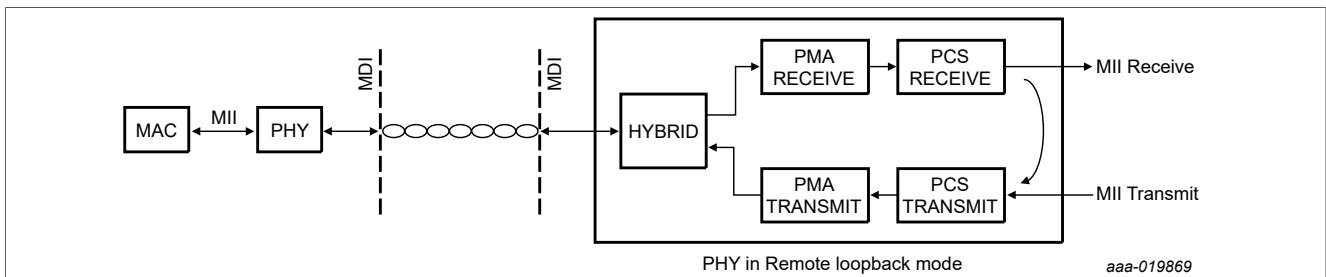 MAC
MII
PHY
MDI
MDI
HYBRID
PMA
RECEIVE
PCS
RECEIVE
MII Receive
PMA
TRANSMIT
PCS
TRANSMIT
MII Transmit
PHY in Remote loopback mode
aaa-019869